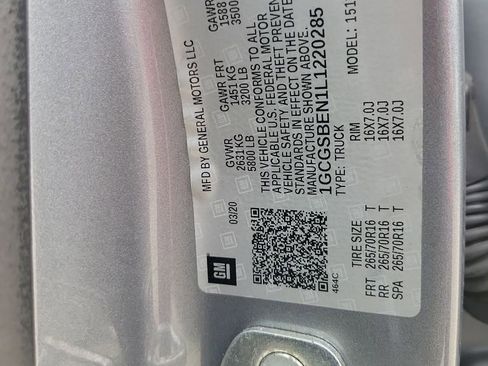 MFD BY GENERAL MOTORS LLC
03/20
GVWR
2631 KG
5800 LB
GAWR FRT
1451 KG
3200 LB
GAWR
1588
3500
THIS VEHICLE CONFORMS TO ALL
APPLICABLE U.S. FEDERAL MOTOR
VEHICLE SAFETY AND THEFT PREVENT
STANDARDS IN EFFECT ON THE DATE
MANUFACTURE SHOWN ABOVE.
1GCGSBEN1L1220285
TYPE: TRUCK
MODEL: 151
GM
464C
TIRE SIZE RIM
FRT 265/70R16 T 16X7.0J
RR 265/70R16 T 16X7.0J
SPA 265/70R16 T 16X7.0J